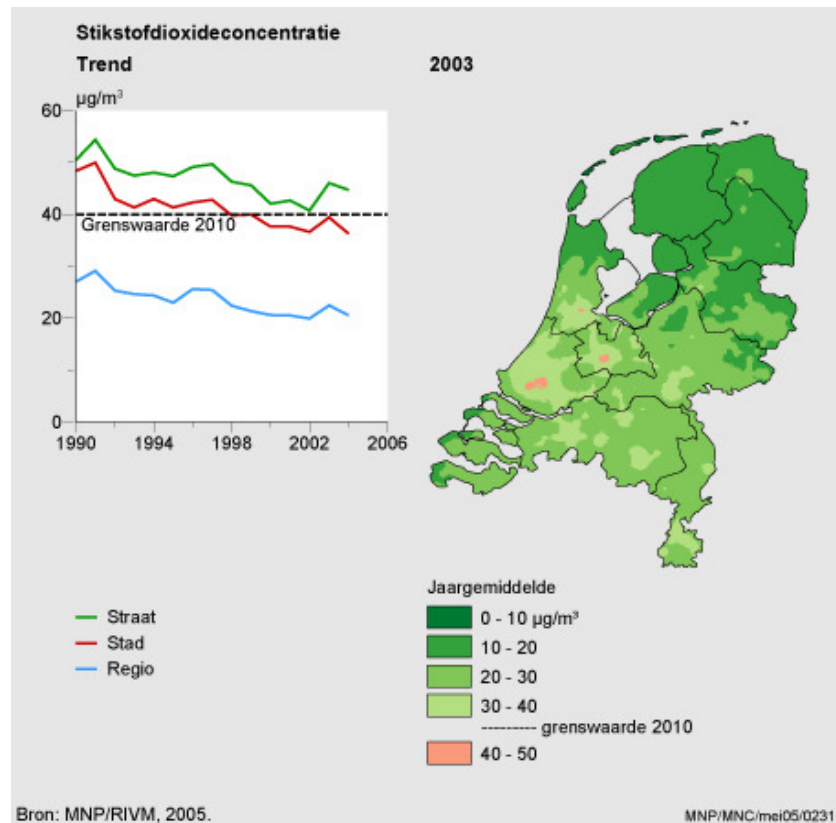 Stikstofdioxideconcentratie
Trend
µg/m³
60
40
20
0
Grenswaarde 2010
1990 1994 1998 2002 2006
Straat
Stad
Regio
2003
Jaargemiddelde
0 - 10 µg/m³
10 - 20
20 - 30
30 - 40
grenswaarde 2010
40 - 50
Bron: MNP/RIVM, 2005.
MNP/MNC/mei05/0231